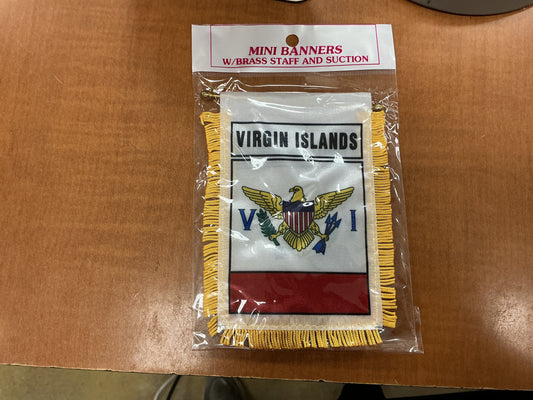 MINI BANNERS
W/BRASS STAFF AND SUCTION
VIRGIN ISLANDS
V I